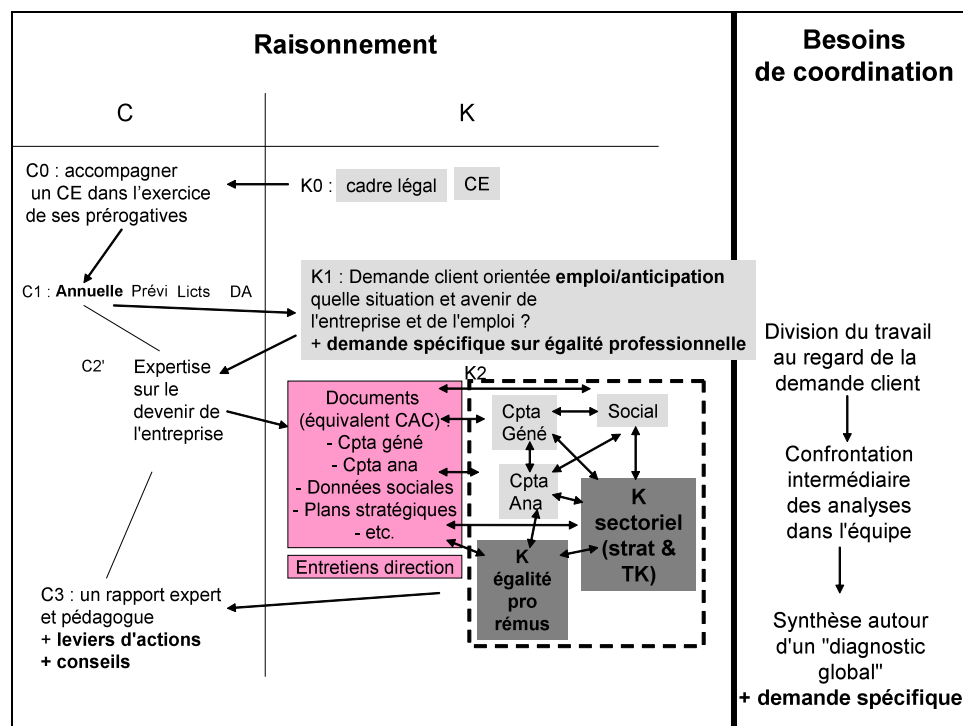 Raisonnement
Besoins
de coordination
C
K
C0 : accompagner
un CE dans l'exercice
de ses prérogatives
K0 :
cadre légal
CE
C1 : Annuelle Prévi Licts DA
K1 : Demande client orientée emploi/anticipation
quelle situation et avenir de
l'entreprise et de l'emploi ?
+ demande spécifique sur égalité professionnelle
C2'
Expertise
sur le
devenir de
l'entreprise
K2
Documents
(équivalent CAC) :
- Cpta géné
- Cpta ana
- Données sociales
- Plans stratégiques
- etc.
Entretiens direction
Cpta
Géné
Social
Cpta
Ana
K
sectoriel
(strat &
TK)
K
égalité
pro
rémus
C3 : un rapport expert
et pédagogue
+ leviers d'actions
+ conseils
Division du travail
au regard de la
demande client
Confrontation
intermédiaire
des analyses
dans l'équipe
Synthèse autour
d'un "diagnostic
global"
+ demande spécifique